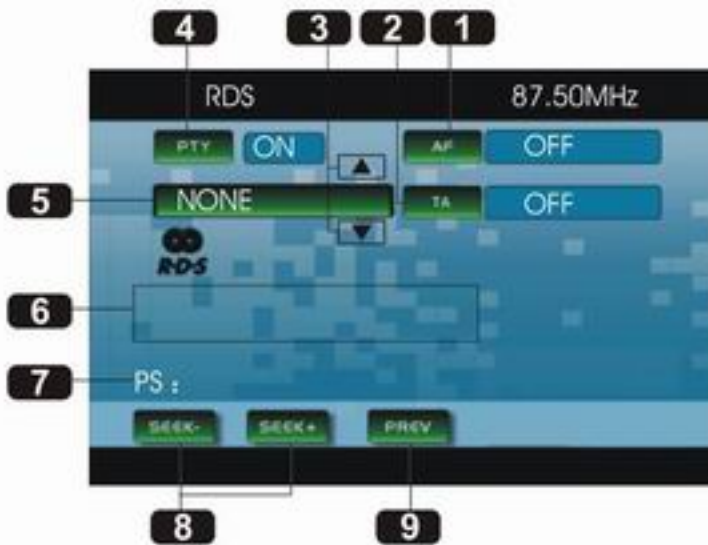 4 3 2 1
RDS 87.50MHz
PTY ON AF OFF
5 NONE TA OFF
R·D·S
6
7 PS :
SEEK- SEEK+ PREV
8 9